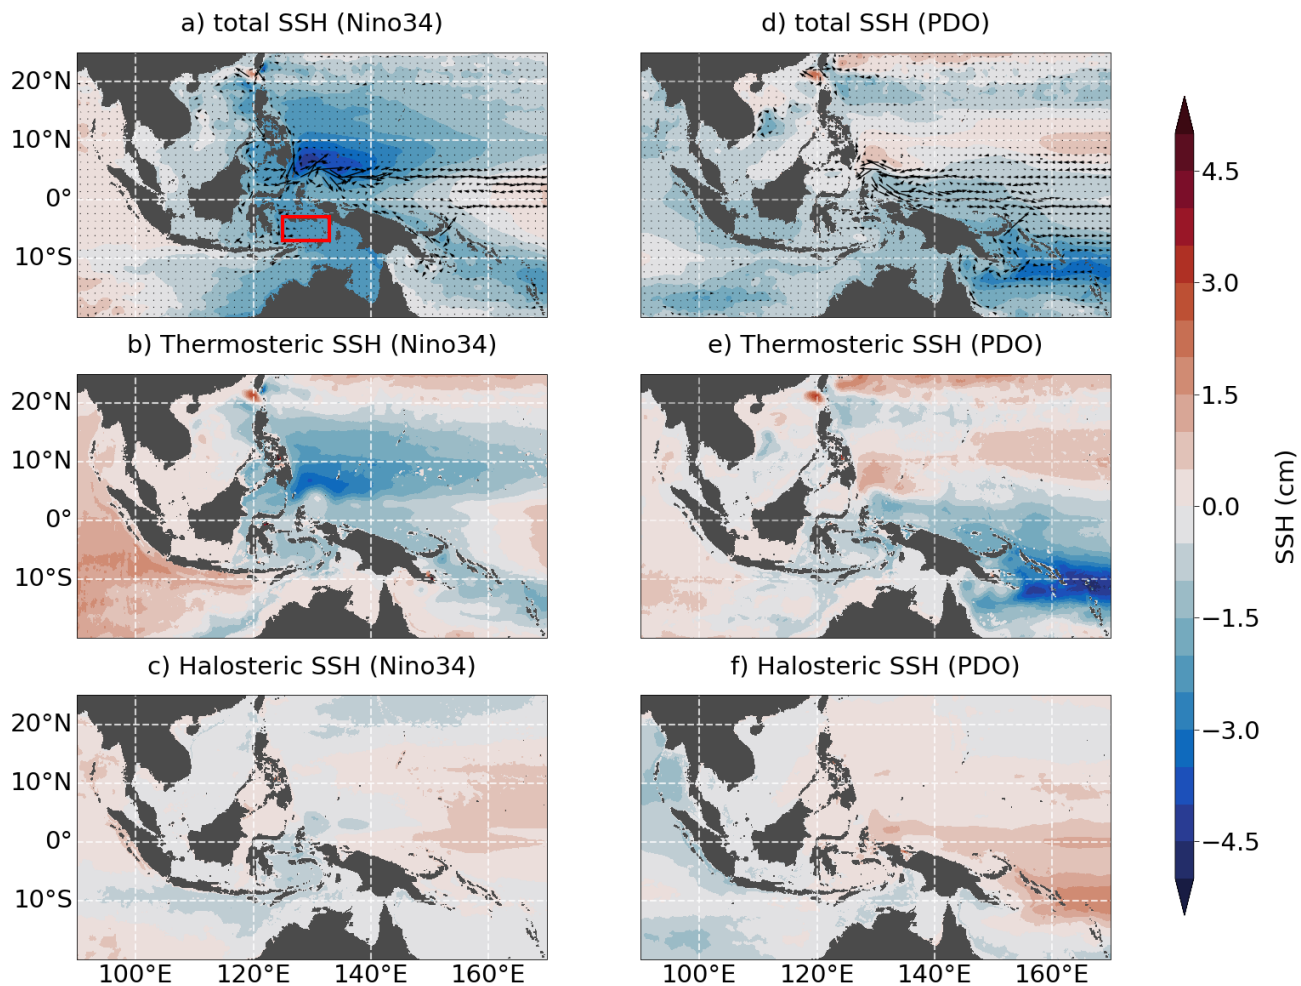 a) total SSH (Nino34)
d) total SSH (PDO)
20°N
10°N
0°
10°S
b) Thermosteric SSH (Nino34)
e) Thermosteric SSH (PDO)
20°N
10°N
0°
10°S
c) Halosteric SSH (Nino34)
f) Halosteric SSH (PDO)
20°N
10°N
0°
10°S
100°E 120°E 140°E 160°E
100°E 120°E 140°E 160°E
4.5
3.0
1.5
0.0
−1.5
−3.0
−4.5
SSH (cm)